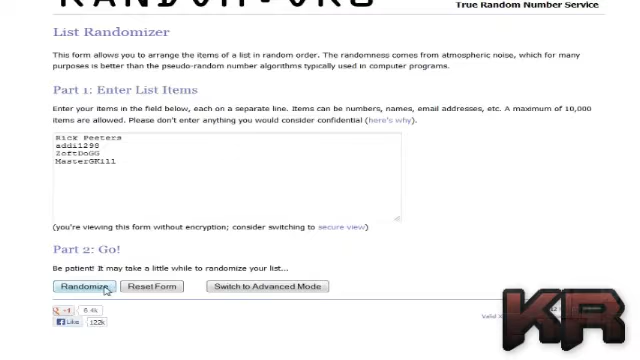 RANDOM.ORG
True Random Number Service
List Randomizer
This form allows you to arrange the items of a list in random order. The randomness comes from atmospheric noise, which for many
purposes is better than the pseudo-random number algorithms typically used in computer programs.
Part 1: Enter List Items
Enter your items in the field below, each on a separate line. Items can be numbers, names, email addresses, etc. A maximum of 10,000
items are allowed. Please don't enter anything you would consider confidential (here's why).
Rick Peeters
addi1298
ZoftDoGG
MasterGKill
(you're viewing this form without encryption; consider switching to secure view)
Part 2: Go!
Be patient! It may take a little while to randomize your list...
Randomize Reset Form Switch to Advanced Mode
+1 6.4k
Like 122k
Valid
KR